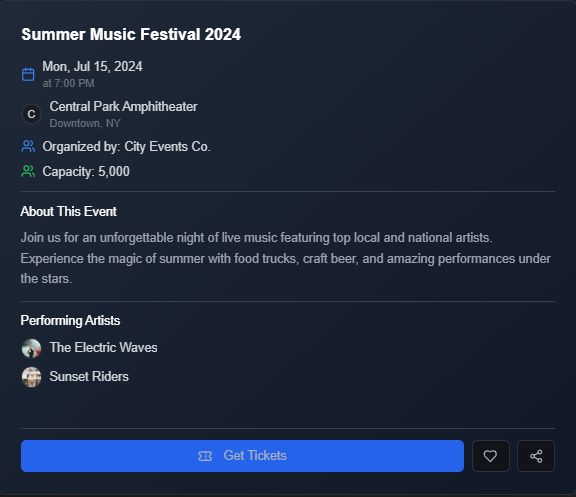 Summer Music Festival 2024
Mon, Jul 15, 2024
at 7:00 PM
C
Central Park Amphitheater
Downtown, NY
Organized by: City Events Co.
Capacity: 5,000
About This Event
Join us for an unforgettable night of live music featuring top local and national artists.
Experience the magic of summer with food trucks, craft beer, and amazing performances under
the stars.
Performing Artists
The Electric Waves
Sunset Riders
Get Tickets